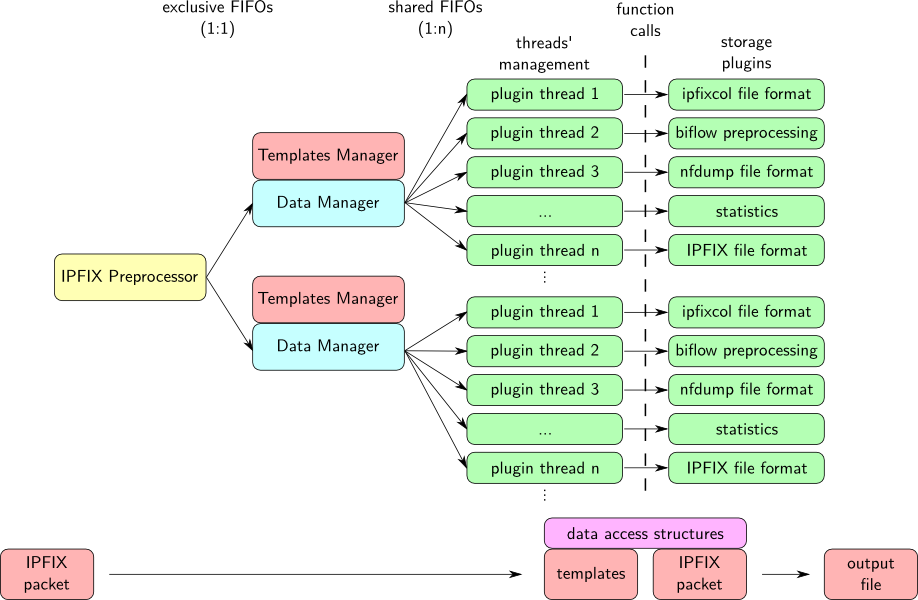 exclusive FIFOs
(1:1)
shared FIFOs
(1:n)
function
calls
threads'
management
storage
plugins
plugin thread 1
ipfixcol file format
plugin thread 2
biflow preprocessing
Templates Manager
plugin thread 3
nfdump file format
Data Manager
...
statistics
plugin thread n
IPFIX file format
...
IPFIX Preprocessor
Templates Manager
plugin thread 1
ipfixcol file format
Data Manager
plugin thread 2
biflow preprocessing
plugin thread 3
nfdump file format
...
statistics
plugin thread n
IPFIX file format
...
data access structures
IPFIX
packet
templates
IPFIX
packet
output
file